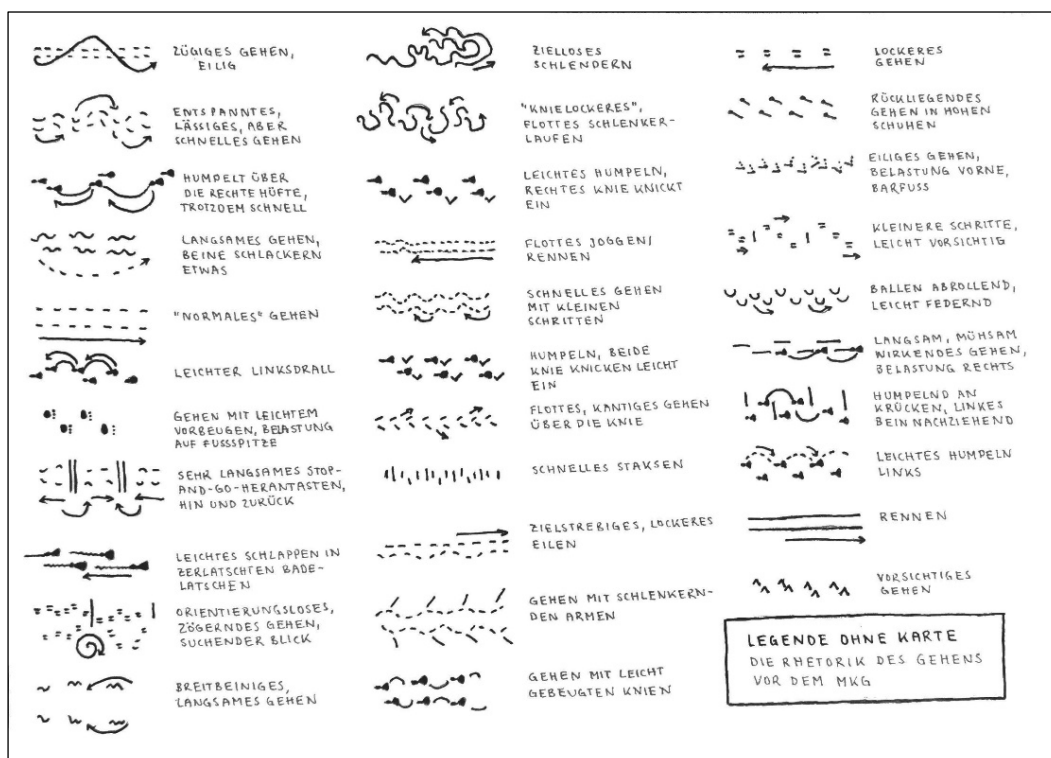 ZÜGIGES GEHEN,
EILIG
ENTSPANNTES,
LÄSSIGES, ABER
SCHNELLES GEHEN
HUMPELT ÜBER
DIE RECHTE HÜFTE,
TROTZDEM SCHNELL
LANGSAMES GEHEN,
BEINE SCHLACKERN
ETWAS
"NORMALES" GEHEN
LEICHTER LINKSDRALL
GEHEN MIT LEICHTEM
VORBEUGEN, BELASTUNG
AUF FUSSSPITZE
SEHR LANGSAMES STOP-
AND-GO-HERANTASTEN,
HIN UND ZURÜCK
LEICHTES SCHLAPPEN IN
ZERLATSCHTEN BADE-
LATSCHEN
ORIENTIERUNGSLOSES,
ZÖGERNDES GEHEN,
SUCHENDER BLICK
BREITBEINIGES,
LANGSAMES GEHEN
ZIELLOSES
SCHLENDERN
"KNIELOCKERES",
FLOTTES SCHLENKER-
LAUFEN
LEICHTES HUMPELN,
RECHTES KNIE KNICKT
EIN
FLOTTES JOGGEN/
RENNEN
SCHNELLES GEHEN
MIT KLEINEN
SCHRITTEN
HUMPELN, BEIDE
KNIE KNICKEN LEICHT
EIN
FLOTTES, KANTIGES GEHEN
ÜBER DIE KNIE
SCHNELLES STAKSEN
ZIELSTREBIGES, LOCKERES
EILEN
GEHEN MIT SCHLENKERN-
DEN ARMEN
GEHEN MIT LEICHT
GEBEUGTEN KNIEN
LOCKERES
GEHEN
RÜCKLIEGENDES
GEHEN IN HOHEN
SCHUHEN
EILIGES GEHEN,
BELASTUNG VORNE,
BARFUSS
KLEINERE SCHRITTE,
LEICHT VORSICHTIG
BALLEN ABROLLEND,
LEICHT FEDERND
LANGSAM, MÜHSAM
WIRKENDES GEHEN,
BELASTUNG RECHTS
HUMPELND AN
KRÜCKEN, LINKES
BEIN NACHZIEHEND
LEICHTES HUMPELN
LINKS
RENNEN
VORSICHTIGES
GEHEN
LEGENDE OHNE KARTE
DIE RHETORIK DES GEHENS
VOR DEM MKG